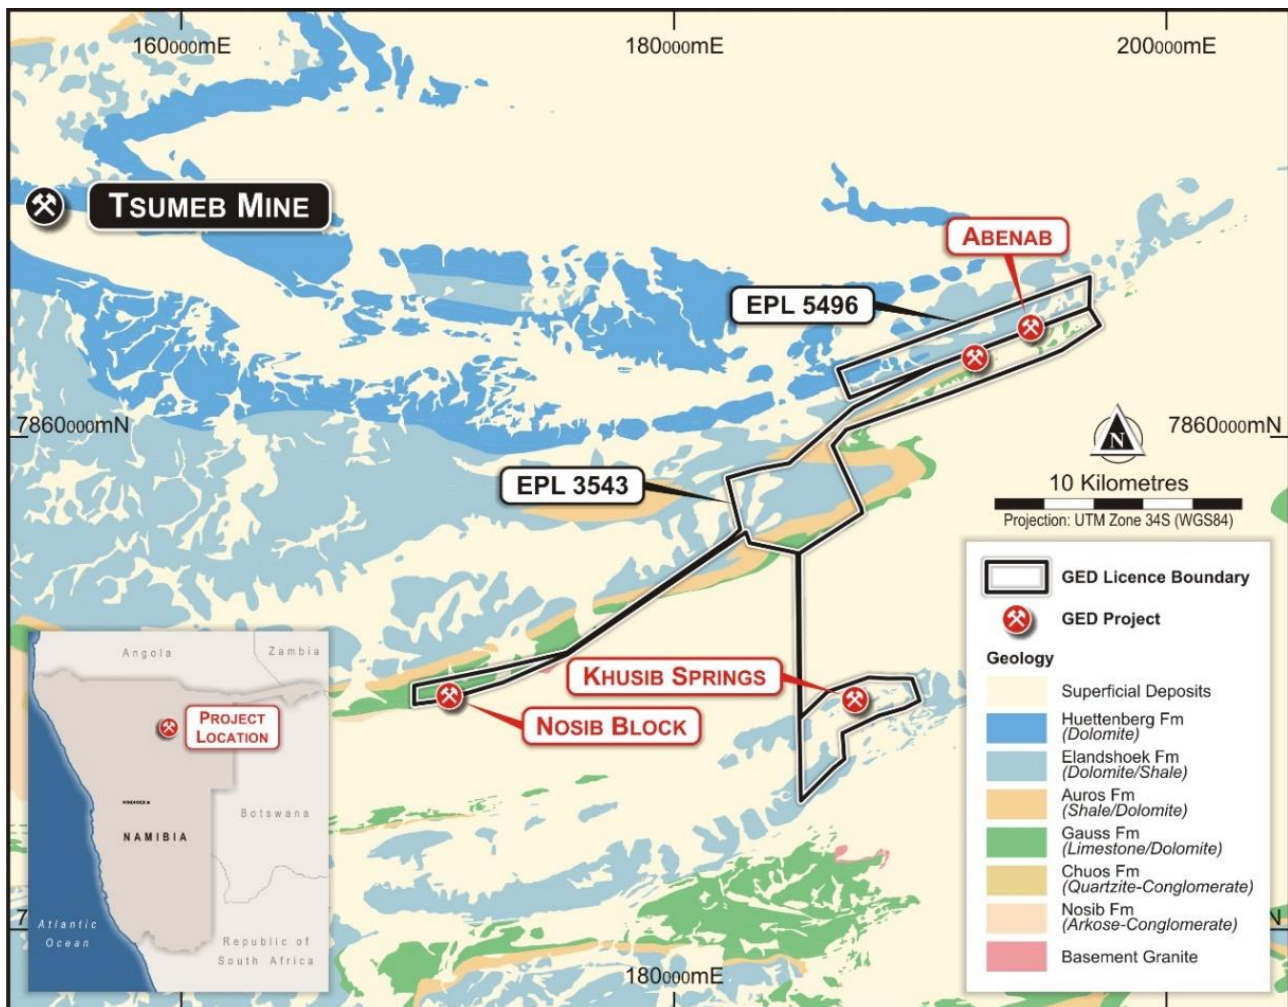 160000mE
180000mE
200000mE
TSUMEB MINE
ABENAB
EPL 5496
7860000mN
7860000mN
N
EPL 3543
10 Kilometres
Projection: UTM Zone 34S (WGS84)
KHUSIB SPRINGS
NOSIB BLOCK
GED Licence Boundary
GED Project
Geology
Superficial Deposits
Huettenberg Fm
(Dolomite)
Elandshoek Fm
(Dolomite/Shale)
Auros Fm
(Shale/Dolomite)
Gauss Fm
(Limestone/Dolomite)
Chuos Fm
(Quartzite-Conglomerate)
Nosib Fm
(Arkose-Conglomerate)
Basement Granite
Angola
Zambia
PROJECT
LOCATION
NAMIBIA
Botswana
Atlantic
Ocean
Republic of
South Africa
7
N
180000mE